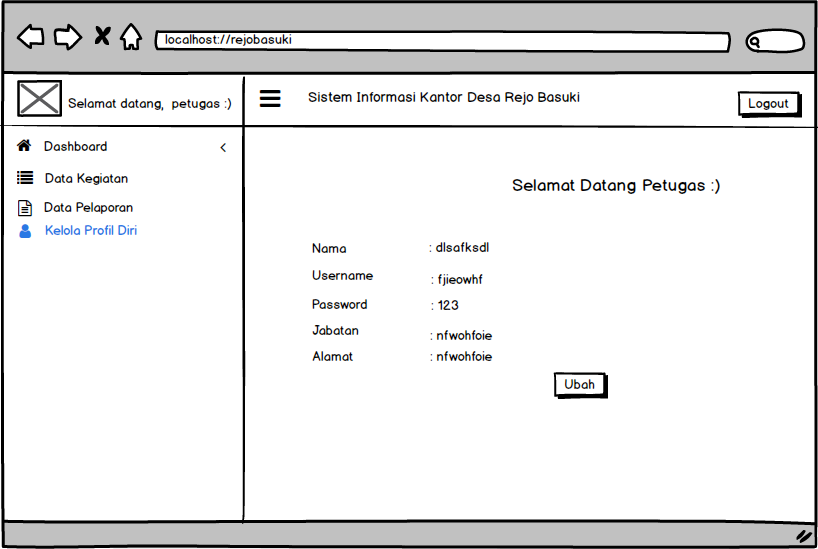 localhost://rejobasuki
Selamat datang, petugas :)
Sistem Informasi Kantor Desa Rejo Basuki
Logout
Dashboard
Data Kegiatan
Data Pelaporan
Kelola Profil Diri
Selamat Datang Petugas :)
Nama : dlsafksdl
Username : fjieowhf
Password : 123
Jabatan : nfwohfoie
Alamat : nfwohfoie
Ubah